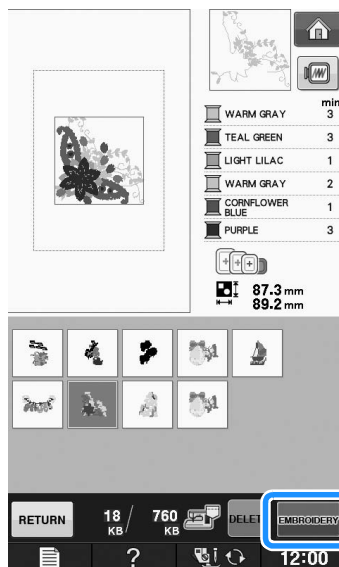 min
WARM GRAY 3
TEAL GREEN 3
LIGHT LILAC 1
WARM GRAY 2
CORNFLOWER
BLUE 1
PURPLE 3
87.3 mm
89.2 mm
RETURN
18 / 760
KB KB
DELET
EMBROIDERY
?
12:00